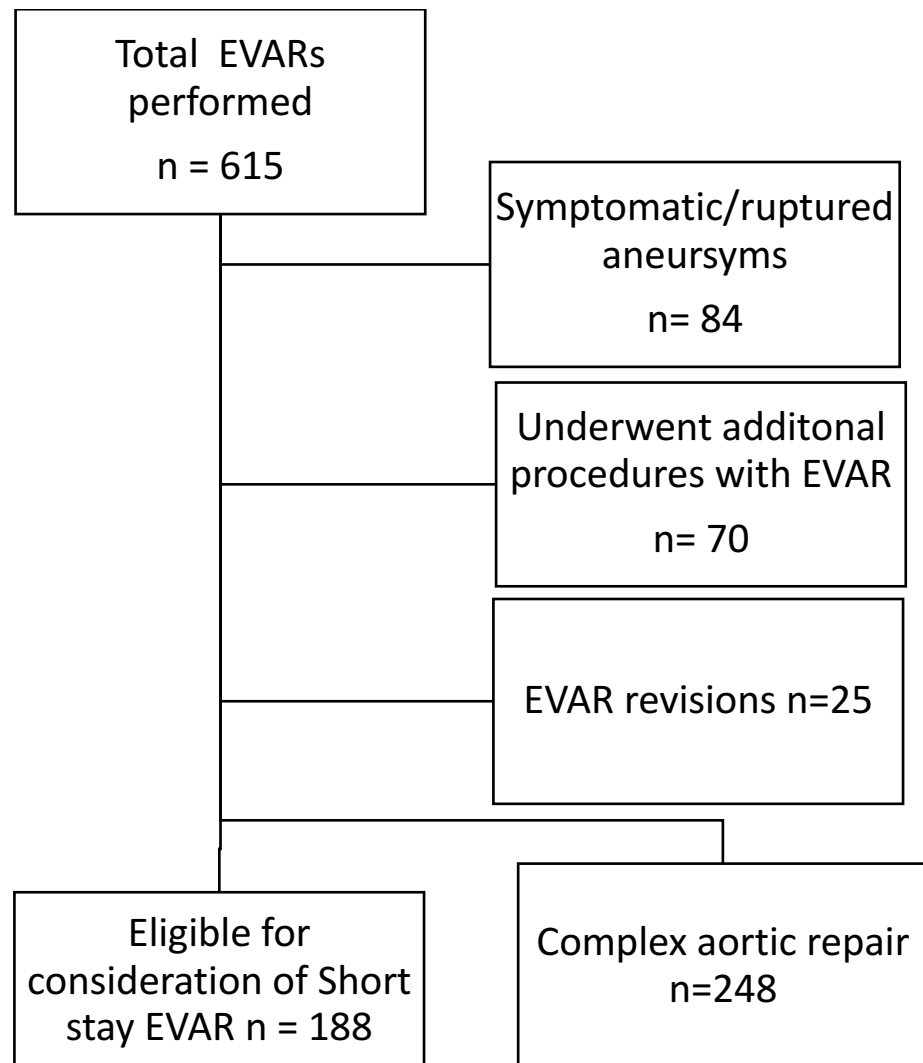 Total EVARs
performed
n = 615
Symptomatic/ruptured
aneursyms
n= 84
Underwent additonal
procedures with EVAR
n= 70
EVAR revisions n=25
Eligible for
consideration of Short
stay EVAR n = 188
Complex aortic repair
n=248